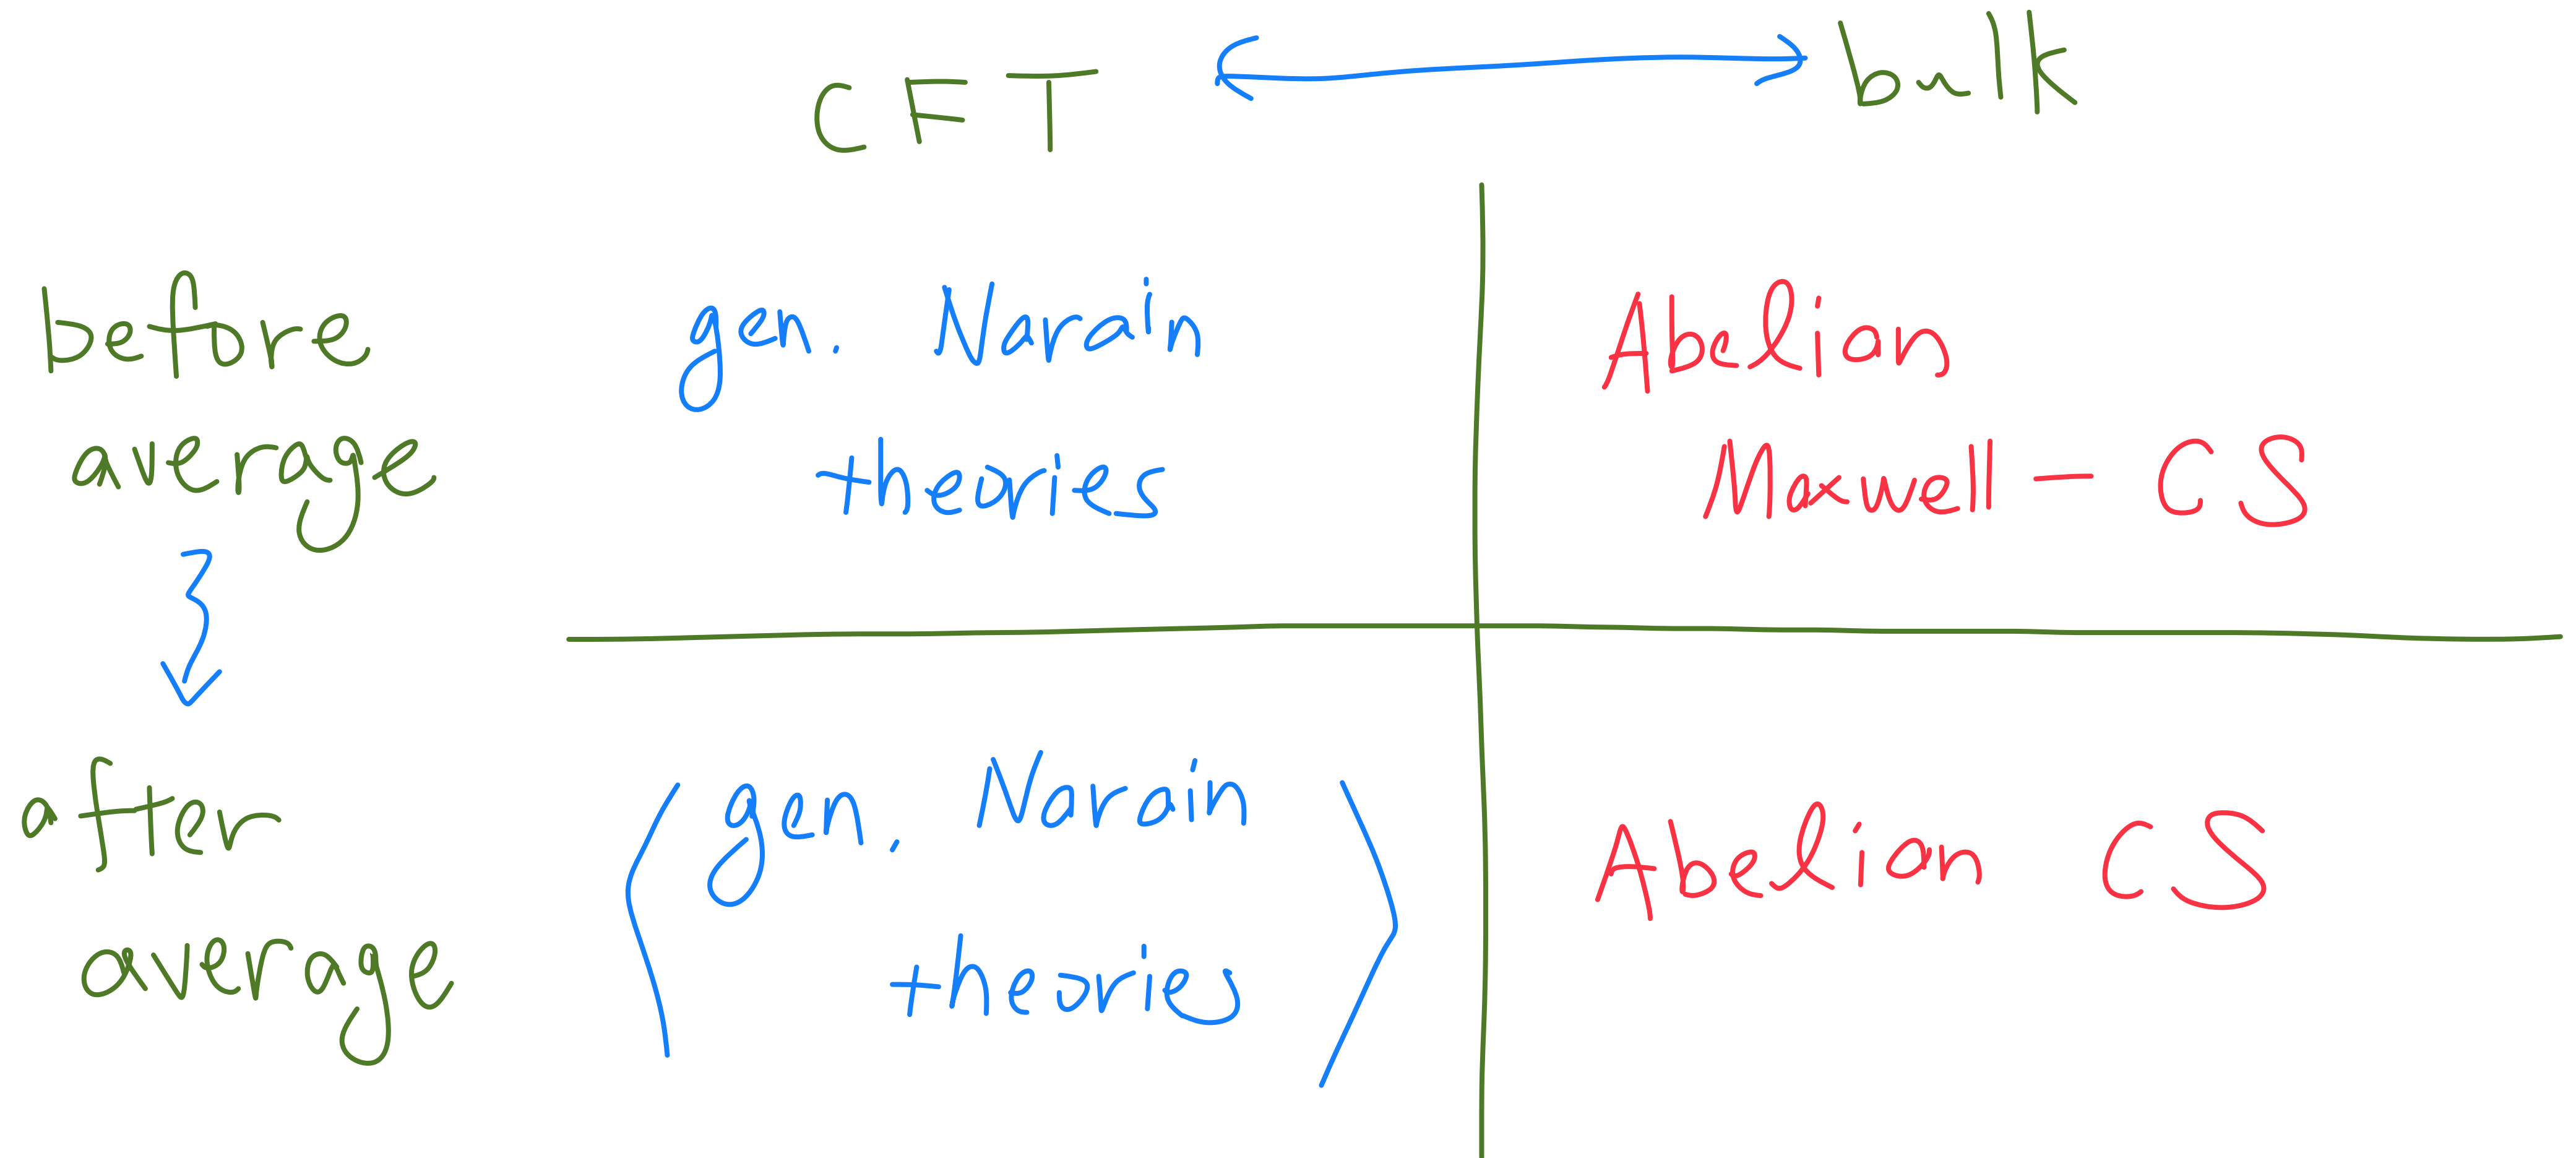 CFT ⟷ bulk
before average
gen. Narain theories
Abelian Maxwell - CS
after average
⟨ gen. Narain theories ⟩
Abelian CS